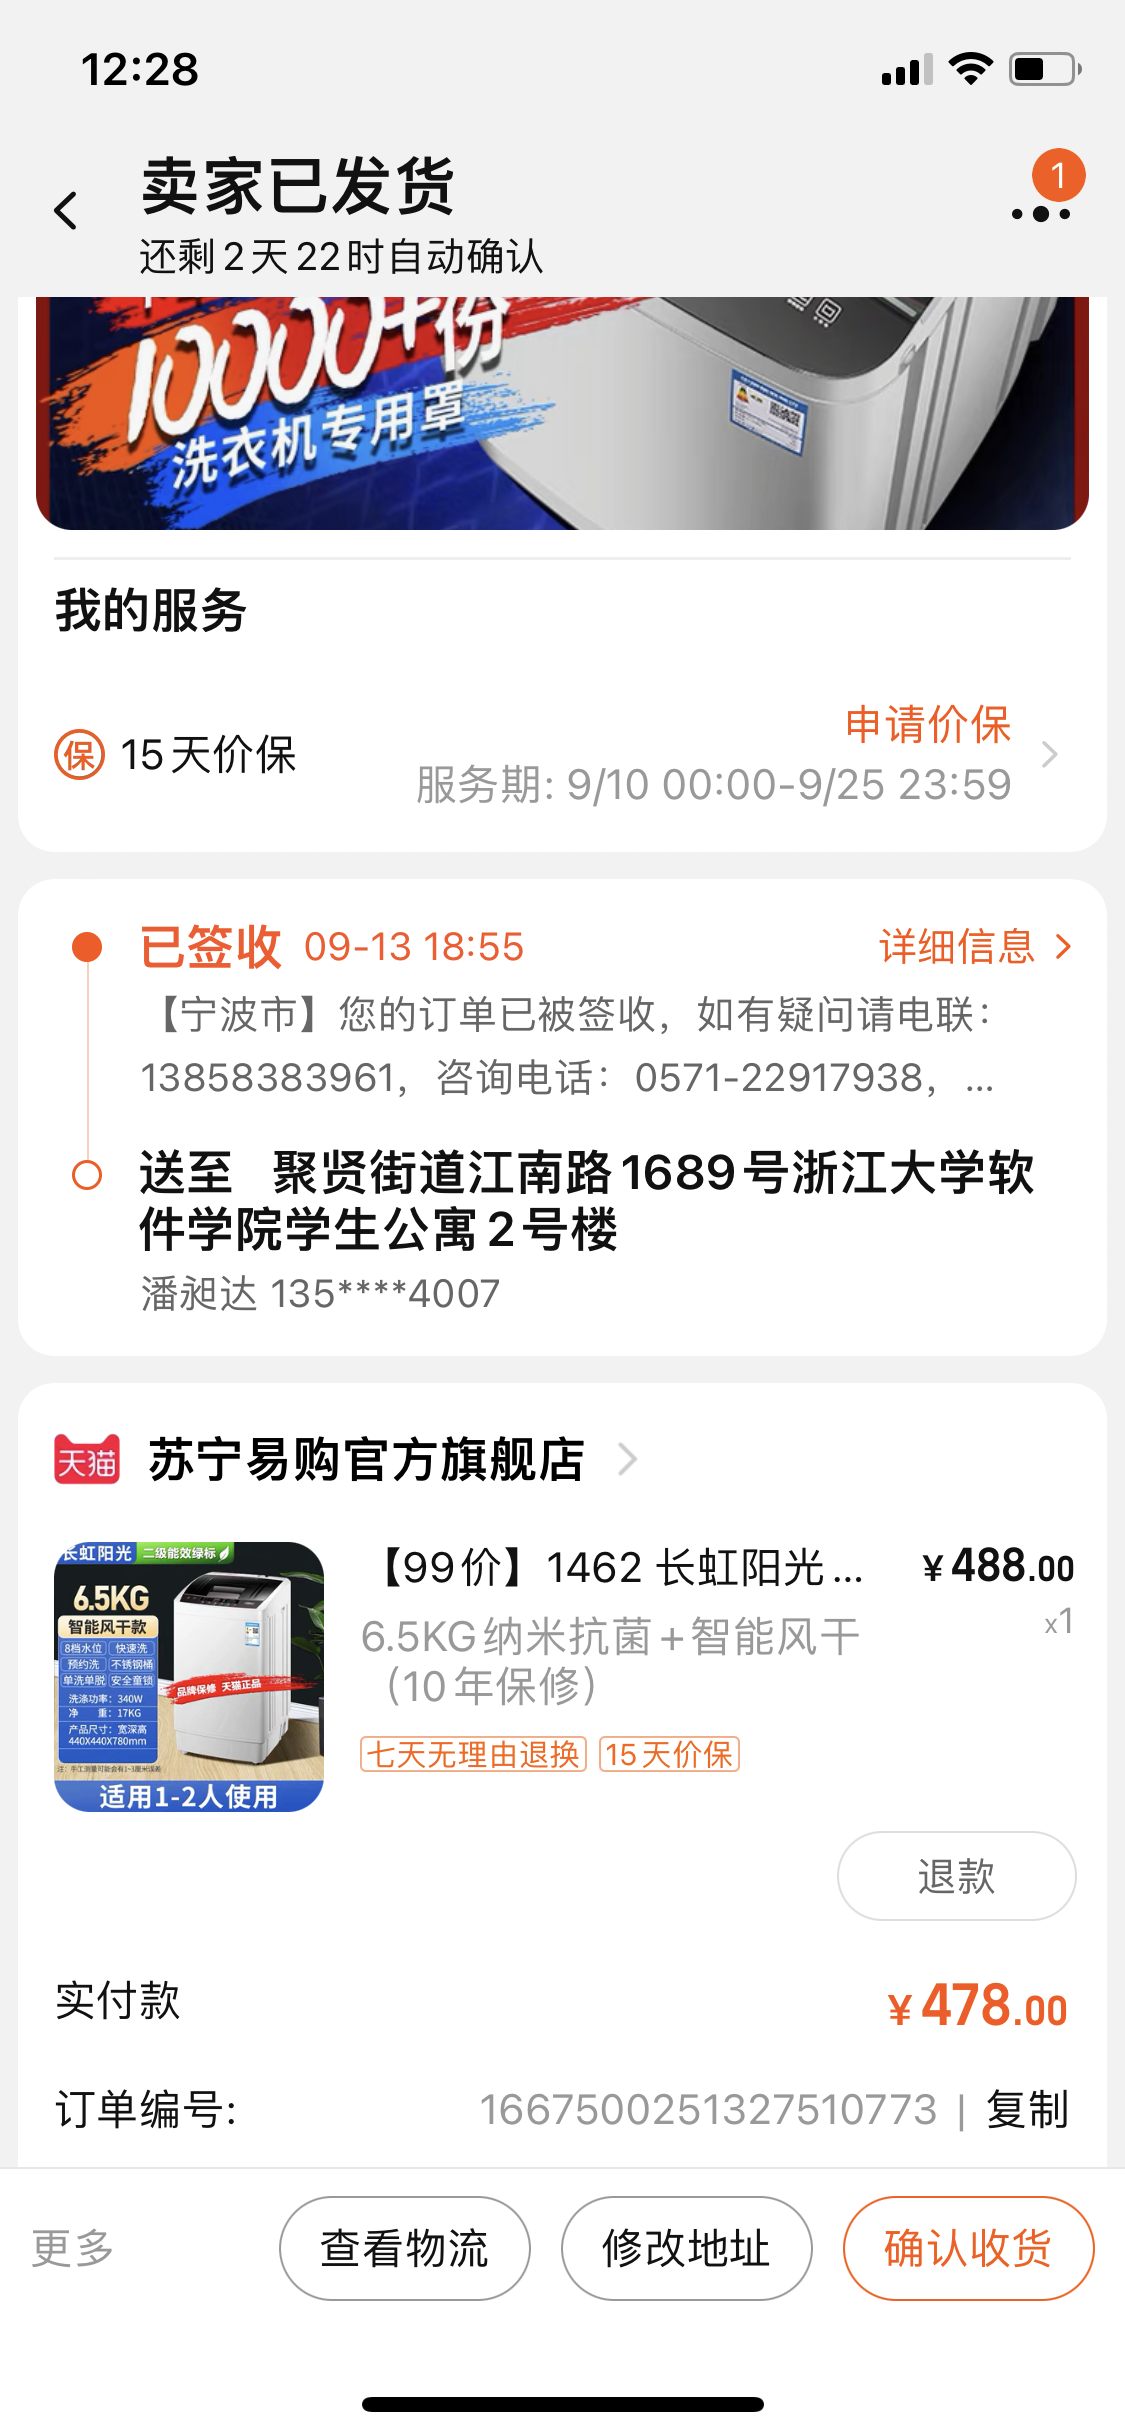 12:28
卖家已发货
1
还剩2天22时自动确认
10000+份
洗衣机专用罩
我的服务
保 15天价保
申请价保
服务期: 9/10 00:00-9/25 23:59
已签收 09-13 18:55 详细信息
【宁波市】您的订单已被签收，如有疑问请电联：
13858383961，咨询电话：0571-22917938，...
送至 聚贤街道江南路1689号浙江大学软
件学院学生公寓2号楼
潘昶达 135****4007
天猫 苏宁易购官方旗舰店
长虹阳光 二级能效绿标
6.5KG
智能风干款
8档水位 快速洗
预约洗 不锈钢桶
单洗单脱 安全童锁
洗涤功率：340W
净 重：17KG
产品尺寸：宽深高
440X440X780mm
品牌保修 天猫正品
适用1-2人使用
【99价】1462 长虹阳光... ¥488.00
6.5KG纳米抗菌+智能风干 x1
（10年保修）
七天无理由退换 15天价保
退款
实付款 ¥478.00
订单编号: 1667500251327510773 | 复制
更多 查看物流 修改地址 确认收货